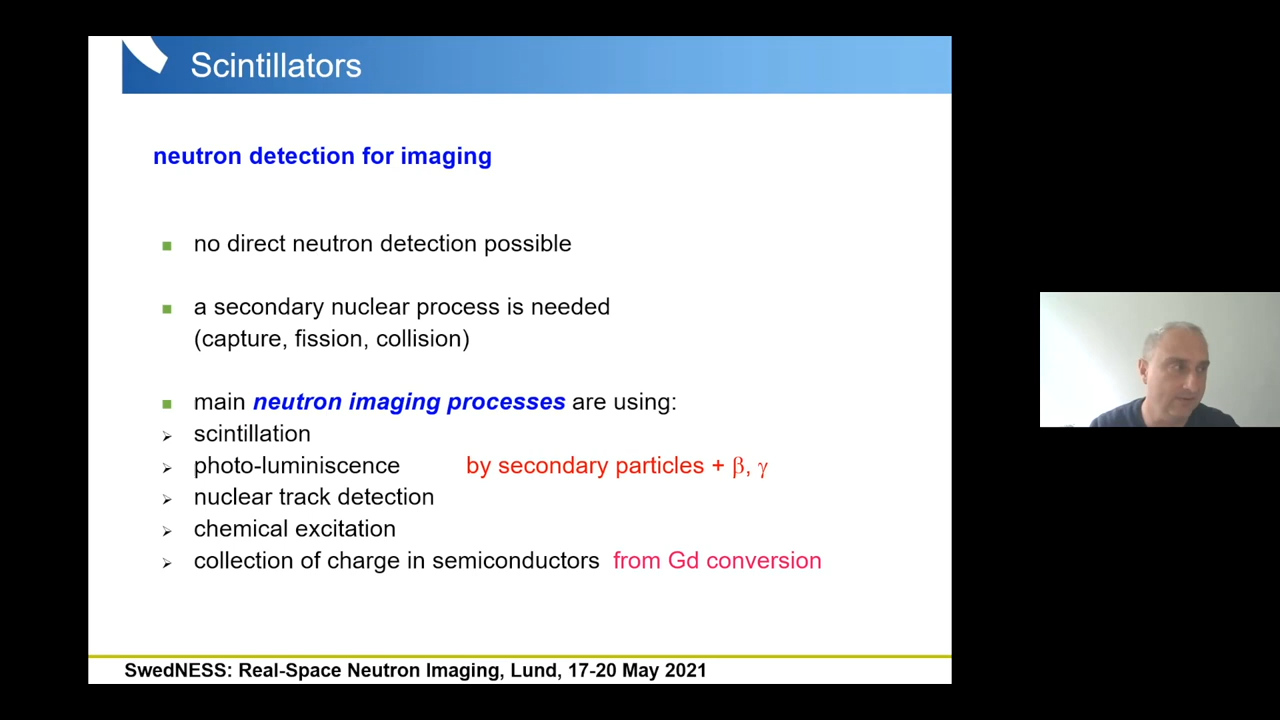 Scintillators
neutron detection for imaging
no direct neutron detection possible
a secondary nuclear process is needed
(capture, fission, collision)
main neutron imaging processes are using:
scintillation
photo-luminiscence by secondary particles + β, γ
nuclear track detection
chemical excitation
collection of charge in semiconductors from Gd conversion
SwedNESS: Real-Space Neutron Imaging, Lund, 17-20 May 2021